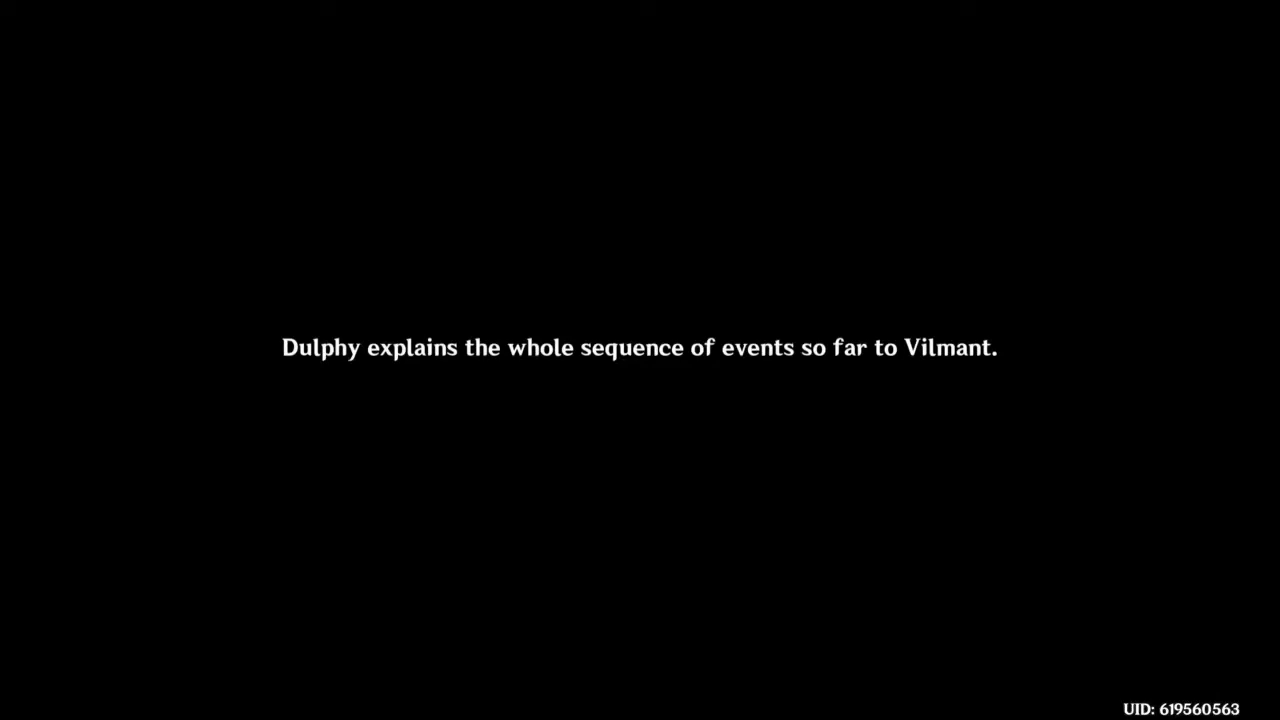 Dulphy explains the whole sequence of events so far to Vilmant.
UID: 619560563